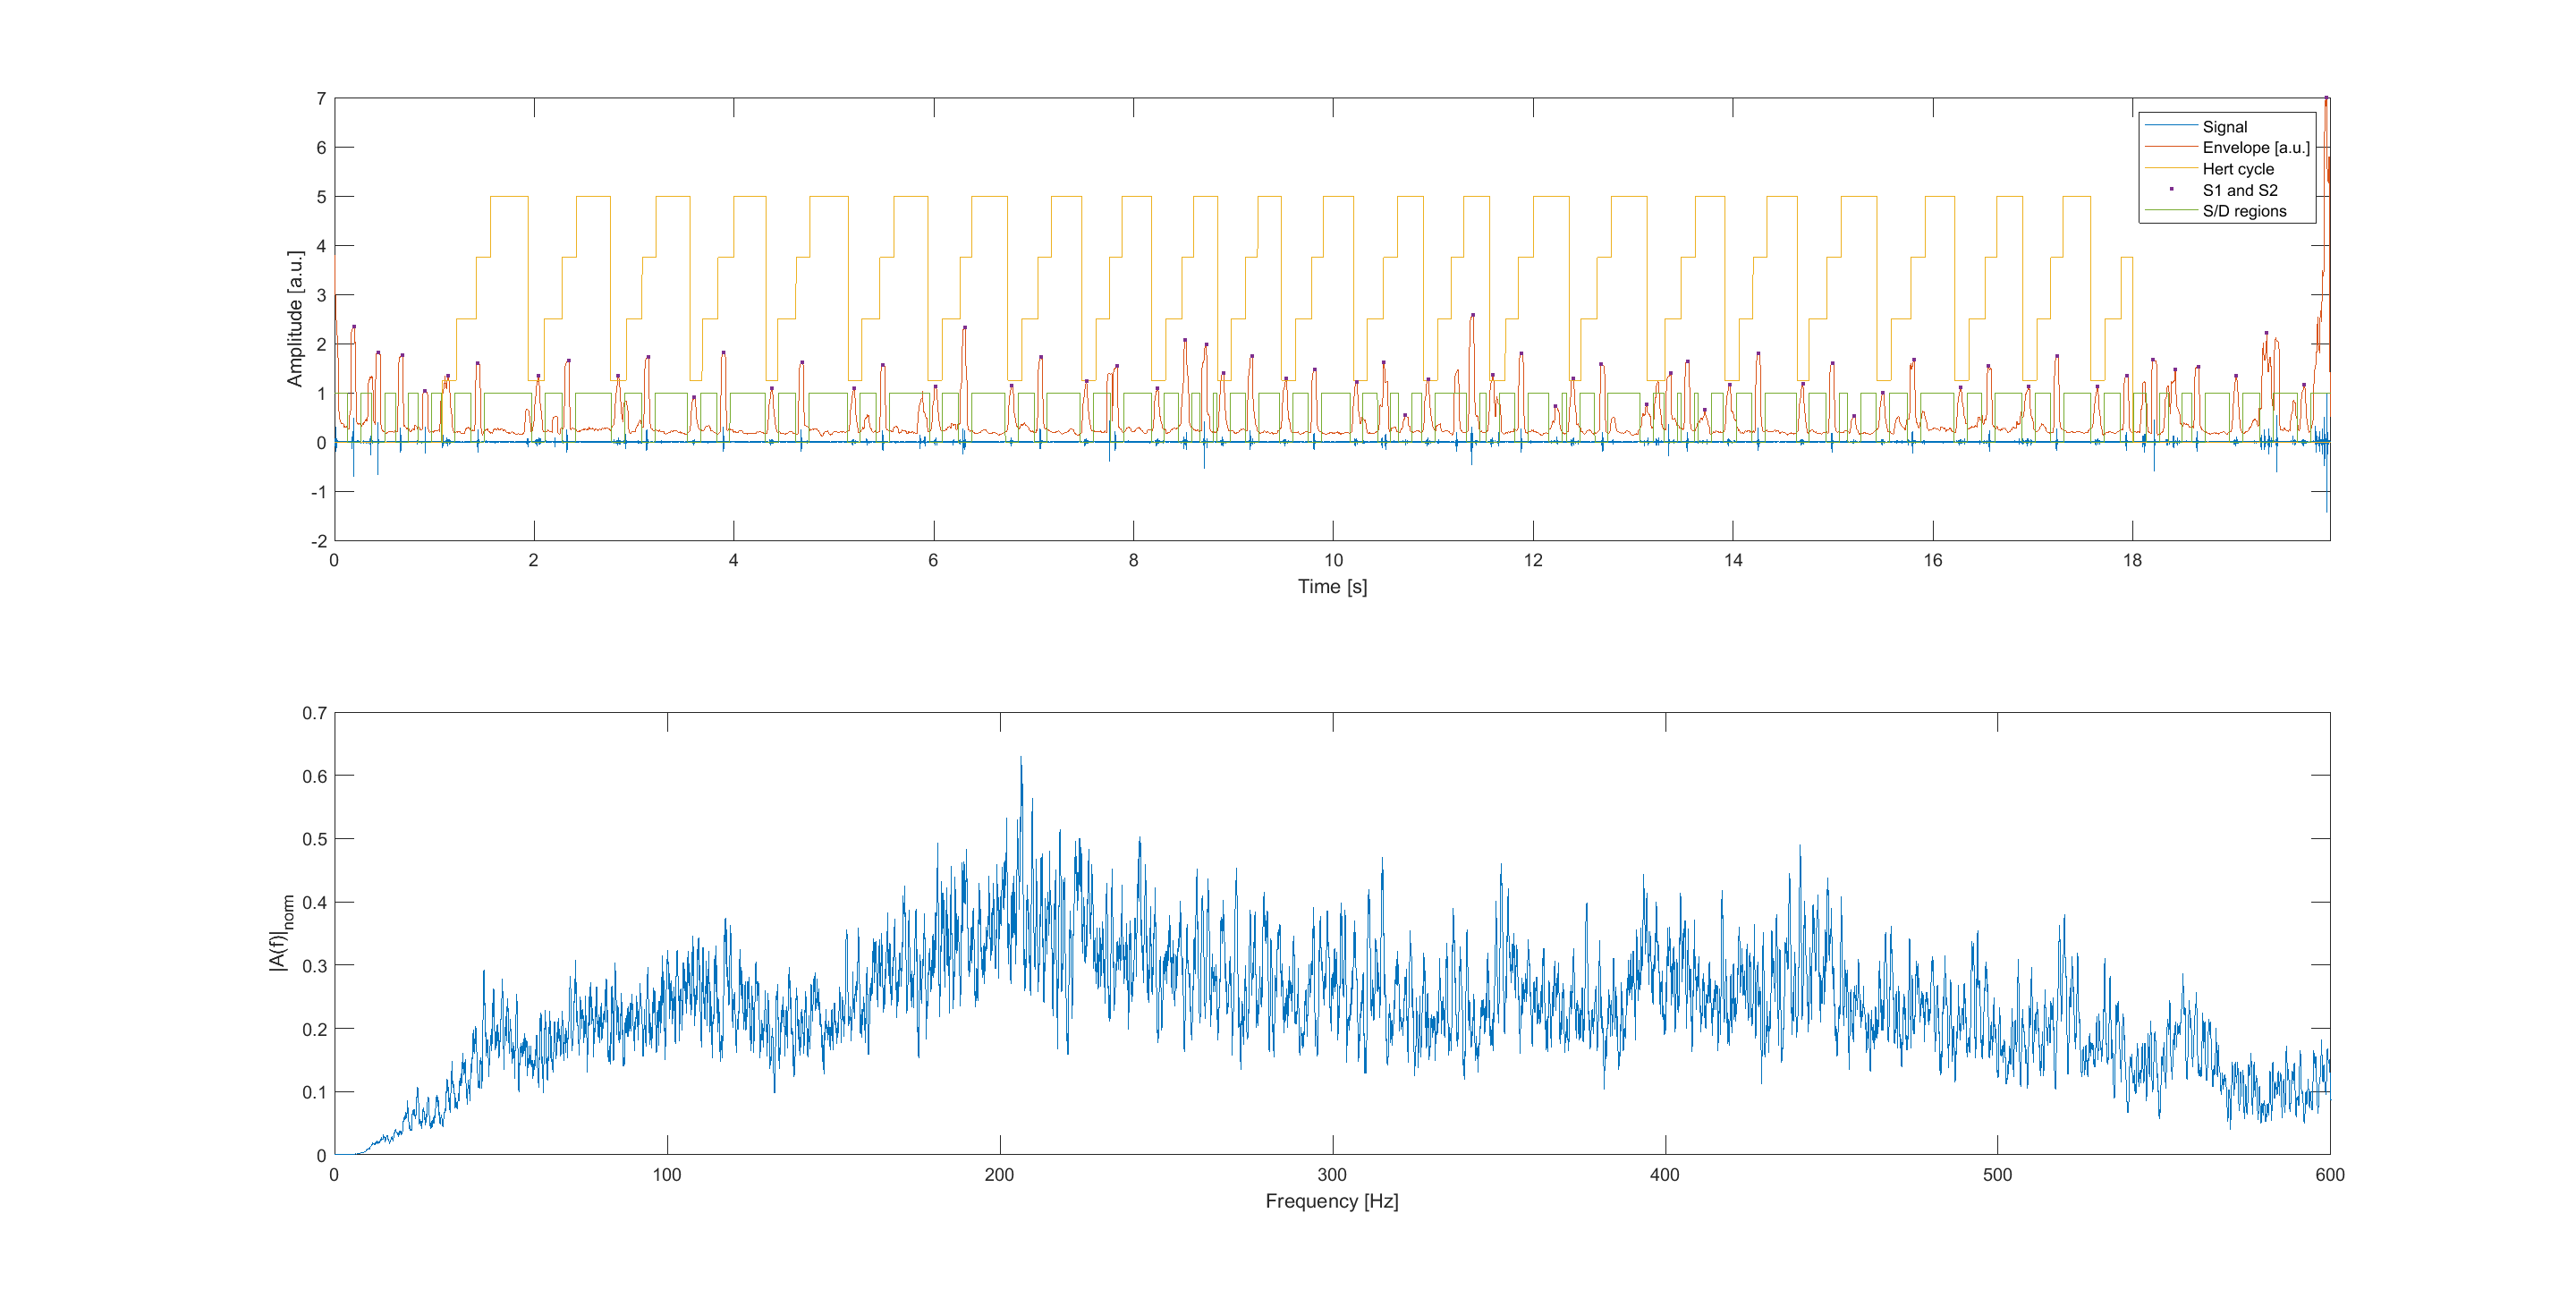 7
6
5
4
3
2
1
0
-1
-2
Amplitude [a.u.]
Signal
Envelope [a.u.]
Hert cycle
S1 and S2
S/D regions
0 2 4 6 8 10 12 14 16 18
Time [s]
0.7
0.6
0.5
0.4
0.3
0.2
0.1
0
|A(f)|norm
0 100 200 300 400 500 600
Frequency [Hz]